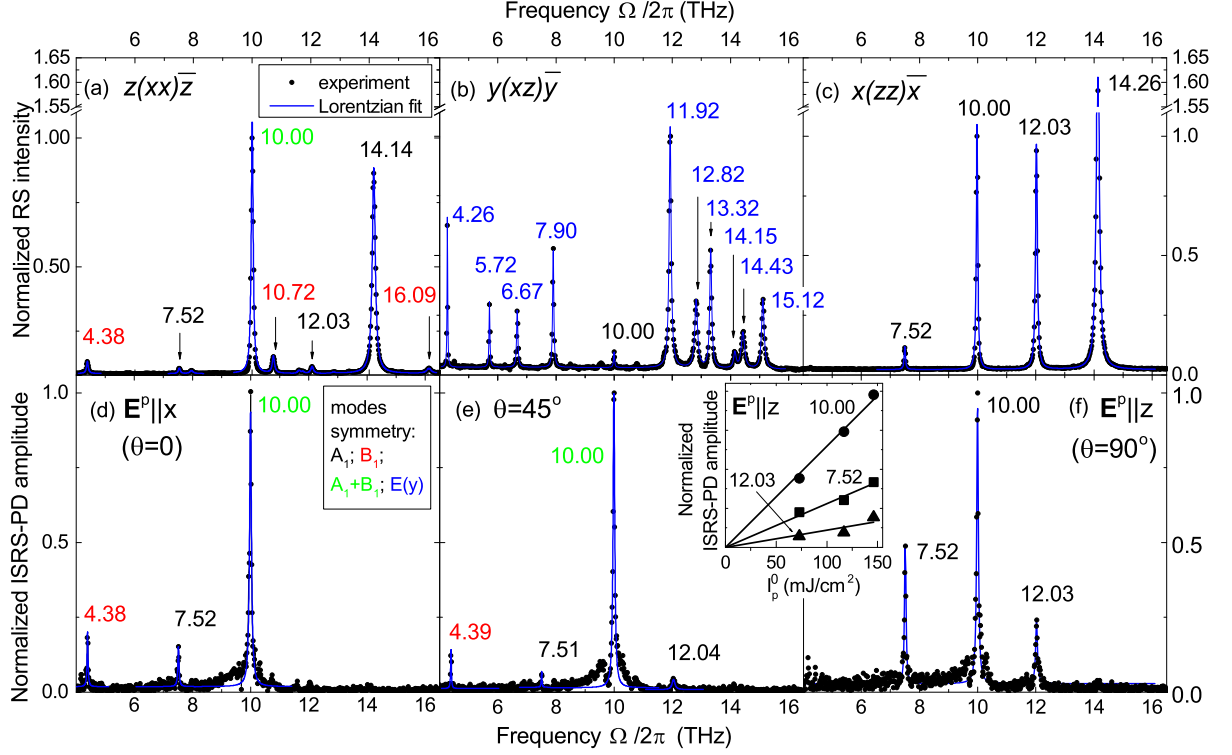 Frequency Ω /2π (THz)
6 8 10 12 14 16
6 8 10 12 14 16
6 8 10 12 14 16
Normalized RS intensity
1.65
1.60
1.55
1.00
0.50
(a) z(xx)z̅
experiment
Lorentzian fit
4.38
7.52
10.00
10.72
12.03
14.14
16.09
(b) y(xz)y̅
4.26
5.72
6.67
7.90
10.00
11.92
12.82
13.32
14.15
14.43
15.12
(c) x(zz)x̅
7.52
10.00
12.03
14.26
1.65
1.60
1.55
1.0
0.5
0.0
Normalized ISRS-PD amplitude
1.0
0.5
0.0
(d) Eᵖ||x
(θ=0)
4.38
7.52
10.00
modes
symmetry:
A₁; B₁;
A₁+B₁; E(y)
(e) θ=45°
4.39
7.51
10.00
12.04
Normalized
ISRS-PD amplitude
Eᵖ||z
10.00
7.52
12.03
0 50 100 150
I⁰ₚ (mJ/cm²)
(f) Eᵖ||z
(θ=90°)
7.52
10.00
12.03
1.0
0.5
0.0
6 8 10 12 14 16
6 8 10 12 14 16
6 8 10 12 14 16
Frequency Ω /2π (THz)